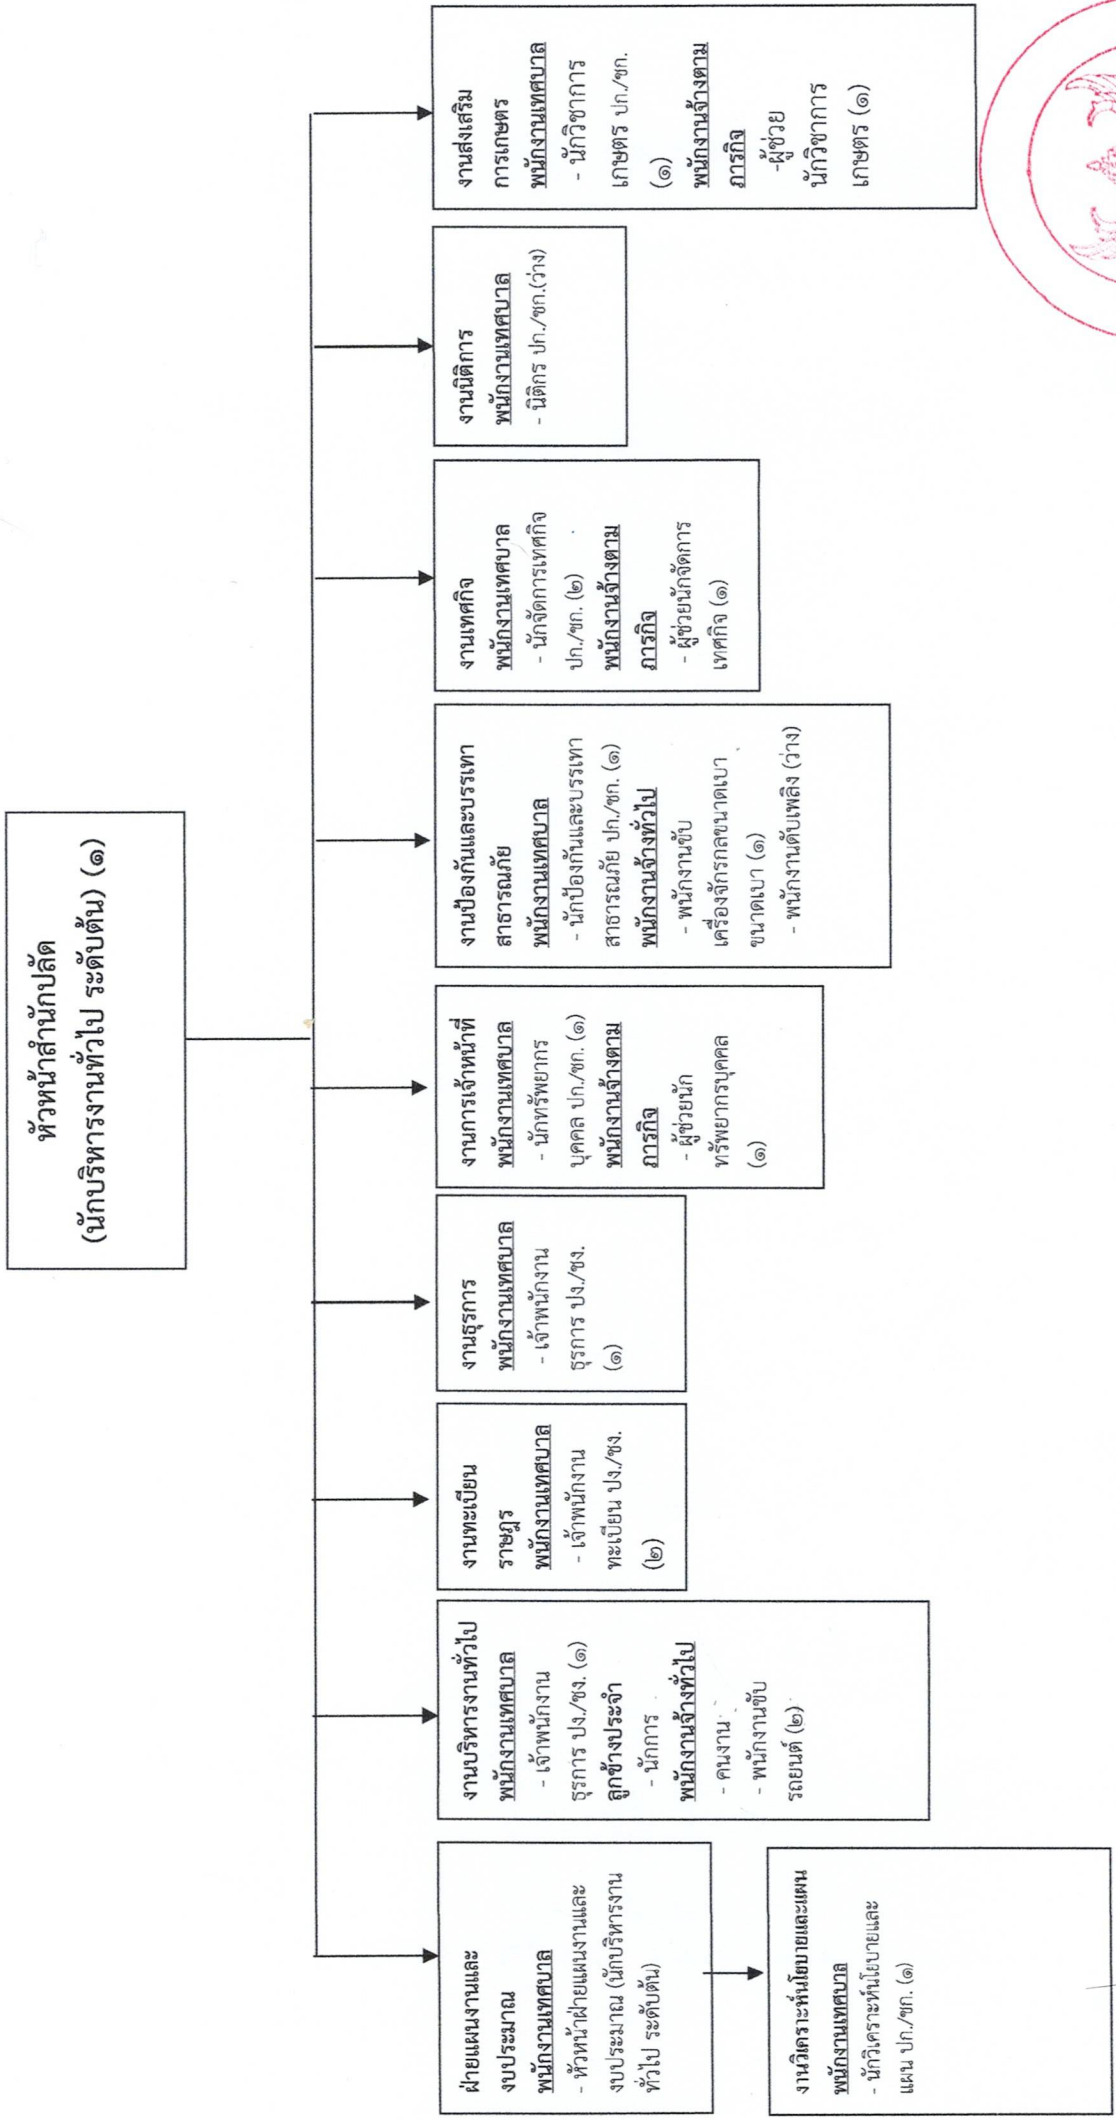 หัวหน้าสำนักปลัด
(นักบริหารงานทั่วไป ระดับต้น) (๑)
ฝ่ายแผนงานและ
งบประมาณ
พนักงานเทศบาล
- หัวหน้าฝ่ายแผนงานและ
งบประมาณ (นักบริหารงาน
ทั่วไป ระดับต้น)
งานวิเคราะห์นโยบายและแผน
พนักงานเทศบาล
- นักวิเคราะห์นโยบายและ
แผน ปก./ชก. (๑)
งานบริหารงานทั่วไป
พนักงานเทศบาล
- เจ้าพนักงาน
ธุรการ ปง./ชง. (๑)
ลูกจ้างประจำ
- นักการ
พนักงานจ้างทั่วไป
- คนงาน
- พนักงานขับ
รถยนต์ (๒)
งานทะเบียน
ราษฎร
พนักงานเทศบาล
- เจ้าพนักงาน
ทะเบียน ปง./ชง.
(๒)
งานธุรการ
พนักงานเทศบาล
- เจ้าพนักงาน
ธุรการ ปง./ชง.
(๑)
งานการเจ้าหน้าที่
พนักงานเทศบาล
- นักทรัพยากร
บุคคล ปก./ชก. (๑)
พนักงานจ้างตาม
ภารกิจ
- ผู้ช่วยนัก
ทรัพยากรบุคคล
(๑)
งานป้องกันและบรรเทา
สาธารณภัย
พนักงานเทศบาล
- นักป้องกันและบรรเทา
สาธารณภัย ปก./ชก. (๑)
พนักงานจ้างทั่วไป
- พนักงานขับ
เครื่องจักรกลขนาดเบา
ขนาดเบา (๑)
- พนักงานดับเพลิง (ว่าง)
งานเทศกิจ
พนักงานเทศบาล
- นักจัดการเทศกิจ
ปก./ชก. (๒)
พนักงานจ้างตาม
ภารกิจ
- ผู้ช่วยนักจัดการ
เทศกิจ (๑)
งานนิติการ
พนักงานเทศบาล
- นิติกร ปก./ชก.(ว่าง)
งานส่งเสริม
การเกษตร
พนักงานเทศบาล
- นักวิชาการ
เกษตร ปก./ชก.
(๑)
พนักงานจ้างตาม
ภารกิจ
-ผู้ช่วย
นักวิชาการ
เกษตร (๑)